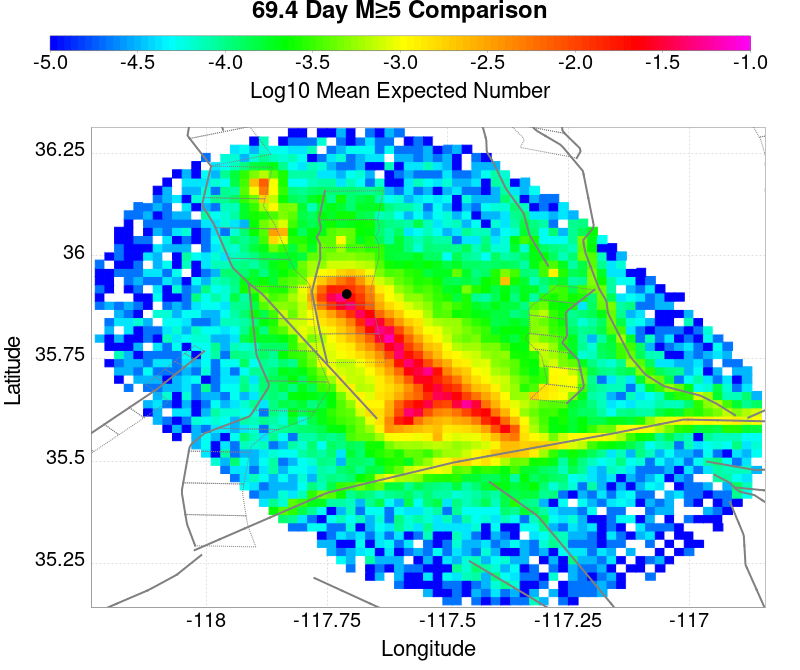 69.4 Day M≥5 Comparison
-5.0 -4.5 -4.0 -3.5 -3.0 -2.5 -2.0 -1.5 -1.0
Log10 Mean Expected Number
36.25
36
35.75
35.5
35.25
Latitude
-118 -117.75 -117.5 -117.25 -117
Longitude